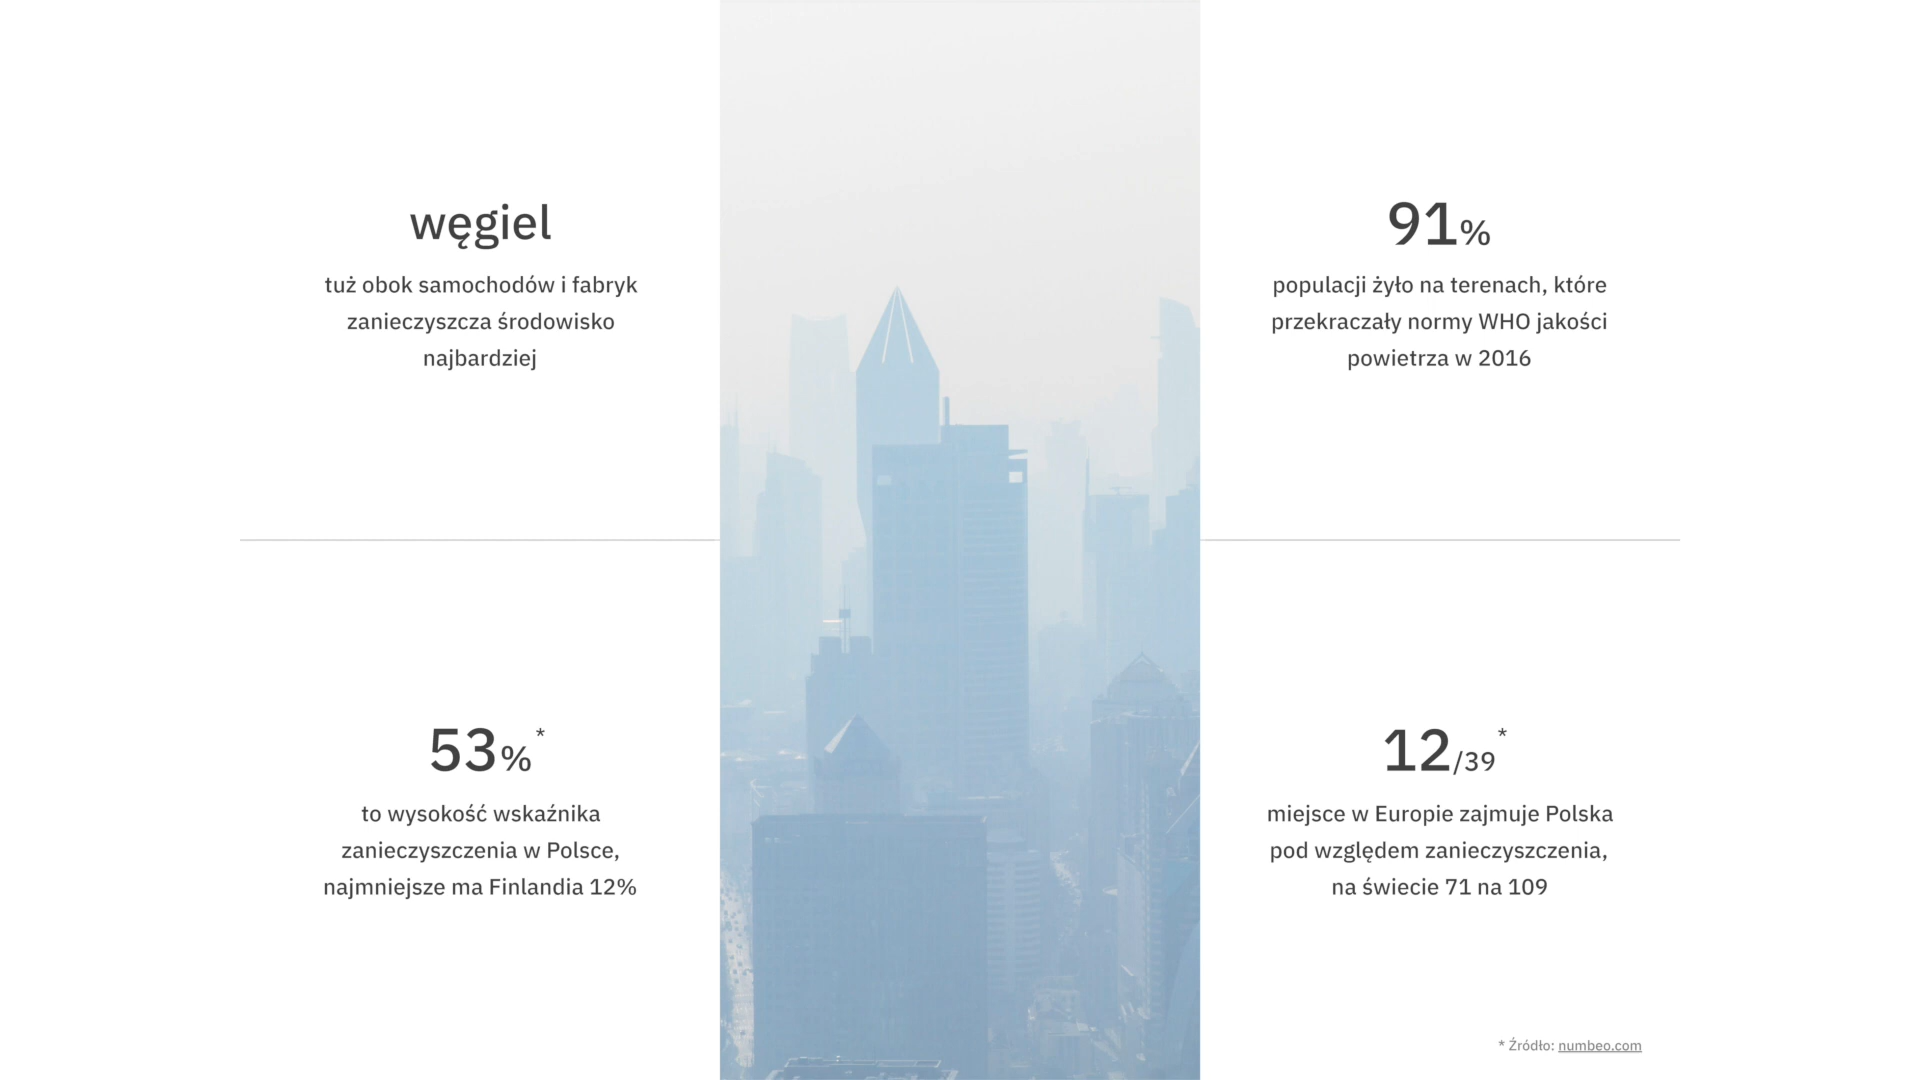 węgiel
tuż obok samochodów i fabryk
zanieczyszcza środowisko
najbardziej
91%
populacji żyło na terenach, które
przekraczały normy WHO jakości
powietrza w 2016
53%*
to wysokość wskaźnika
zanieczyszczenia w Polsce,
najmniejsze ma Finlandia 12%
12/39*
miejsce w Europie zajmuje Polska
pod względem zanieczyszczenia,
na świecie 71 na 109
* Źródło: numbeo.com